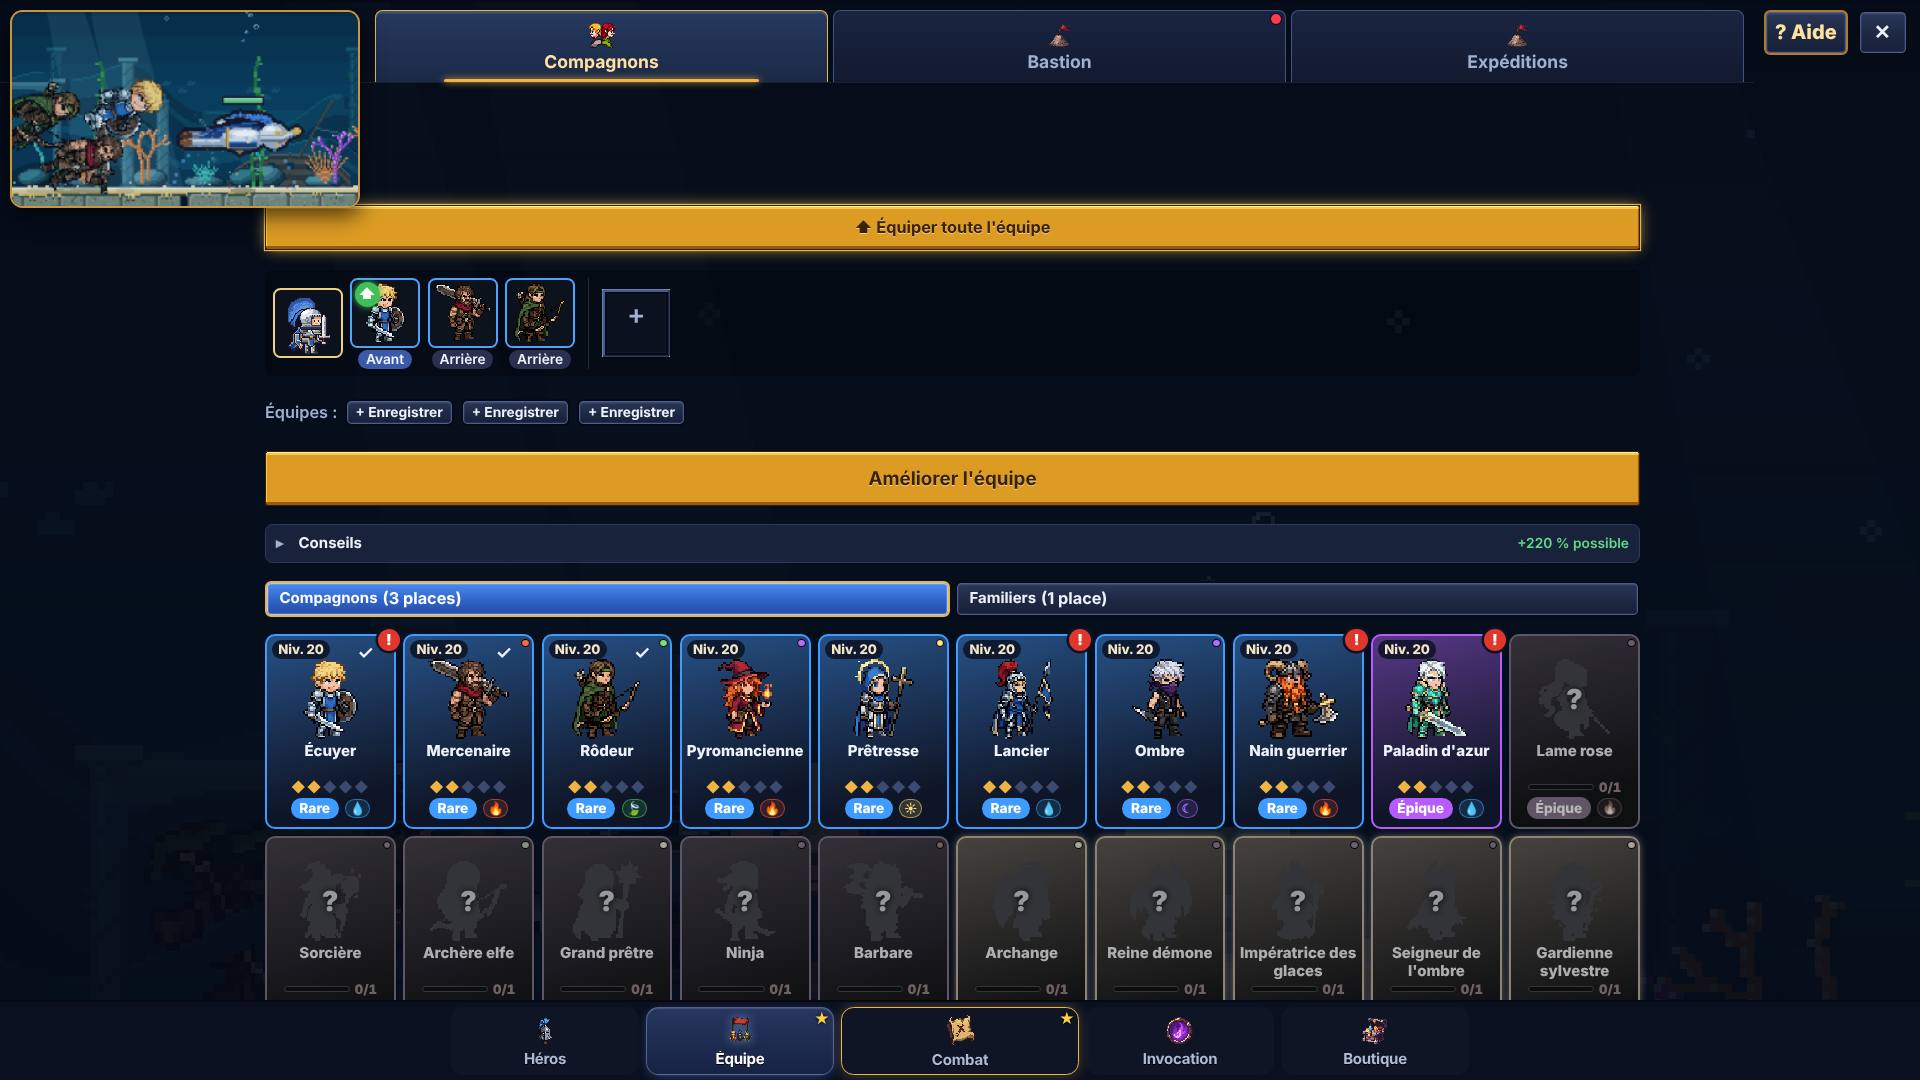 Compagnons
Bastion
Expéditions
? Aide
×
Équiper toute l'équipe
Avant
Arrière
Arrière
+
Équipes :
+ Enregistrer
+ Enregistrer
+ Enregistrer
Améliorer l'équipe
Conseils
+220 % possible
Compagnons (3 places)
Familiers (1 place)
Niv. 20
!
Niv. 20
Niv. 20
Niv. 20
Niv. 20
Niv. 20
!
Niv. 20
Niv. 20
!
Niv. 20
!
?
Écuyer
Mercenaire
Rôdeur
Pyromancienne
Prêtresse
Lancier
Ombre
Nain guerrier
Paladin d'azur
Lame rose
0/1
Rare
Rare
Rare
Rare
Rare
Rare
Rare
Rare
Épique
Épique
?
?
?
?
?
?
?
?
?
?
Sorcière
Archère elfe
Grand prêtre
Ninja
Barbare
Archange
Reine démone
Impératrice des
glaces
Seigneur de
l'ombre
Gardienne
sylvestre
0/1
0/1
0/1
0/1
0/1
0/1
0/1
0/1
0/1
0/1
Héros
Équipe
Combat
Invocation
Boutique